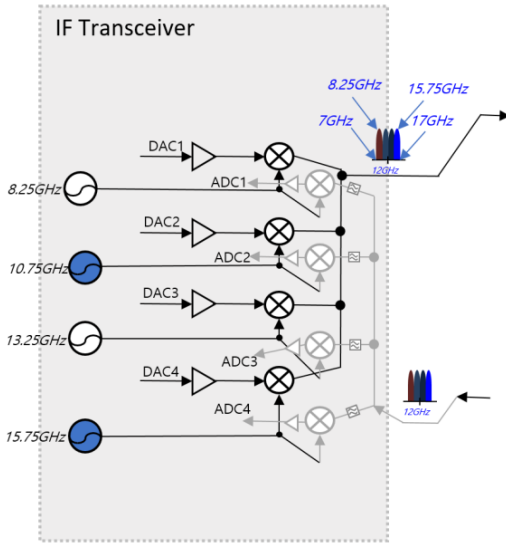 IF Transceiver
8.25GHz
15.75GHz
7GHz
17GHz
12GHz
DAC1
ADC1
8.25GHz
DAC2
ADC2
10.75GHz
DAC3
13.25GHz
ADC3
DAC4
ADC4
12GHz
15.75GHz